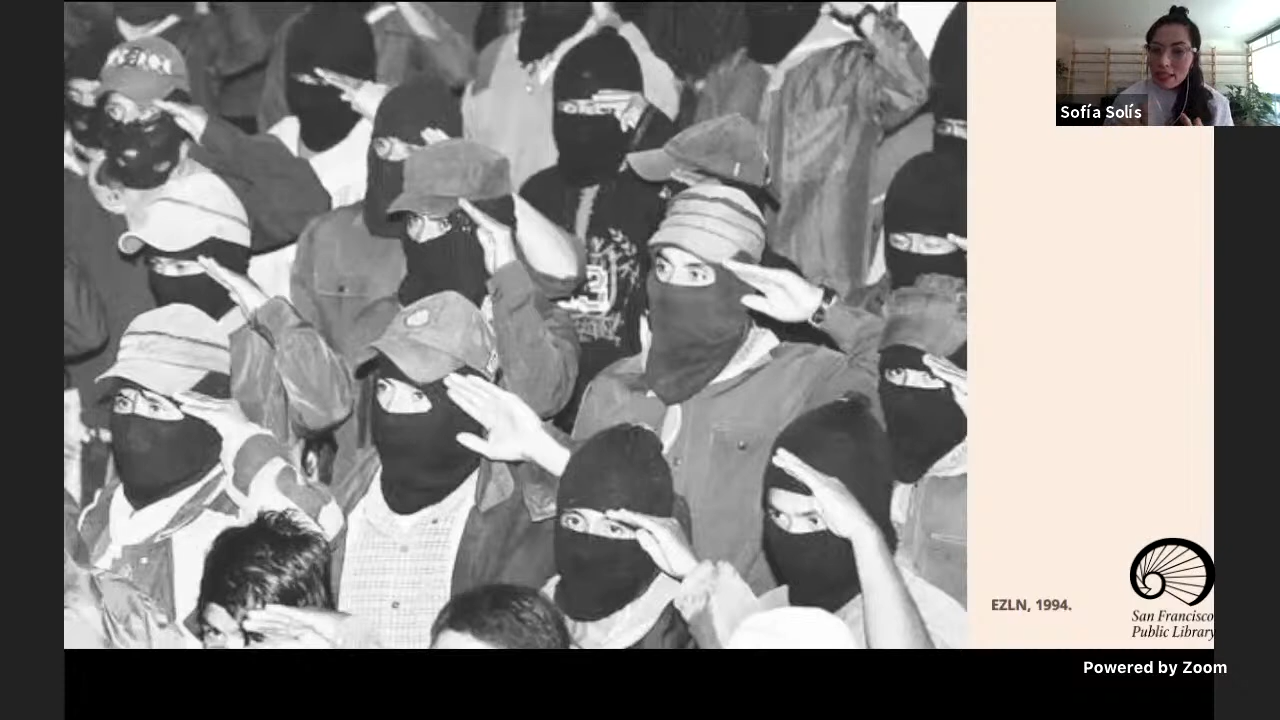 Sofía Solís
EZLN, 1994.
San Francisco
Public Library
Powered by Zoom